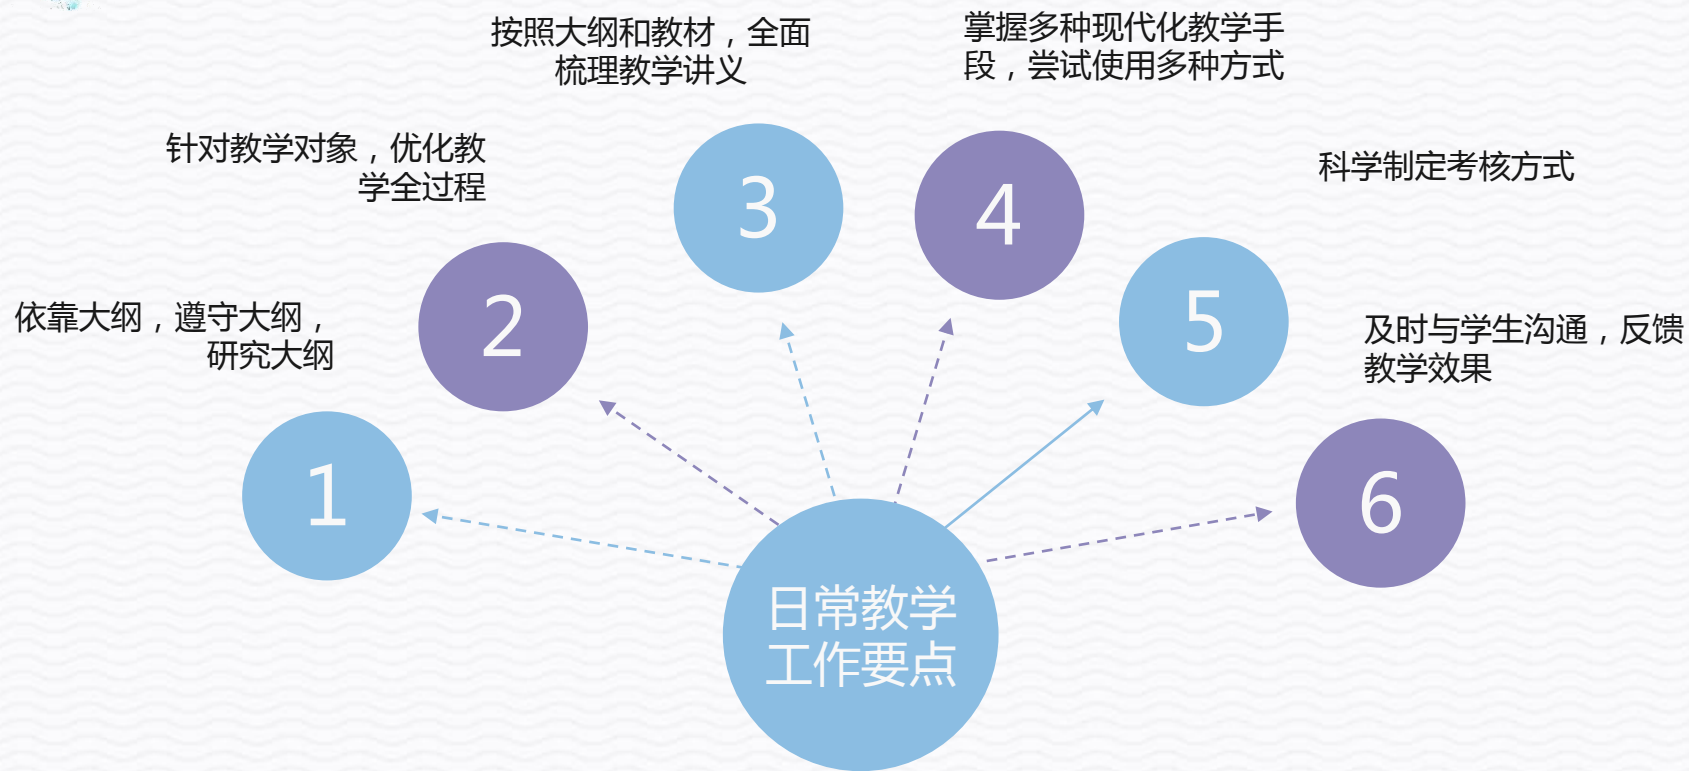 按照大纲和教材，全面
梳理教学讲义
掌握多种现代化教学手
段，尝试使用多种方式
针对教学对象，优化教
学全过程
科学制定考核方式
依靠大纲，遵守大纲，
研究大纲
及时与学生沟通，反馈
教学效果
1
2
3
4
5
6
日常教学
工作要点